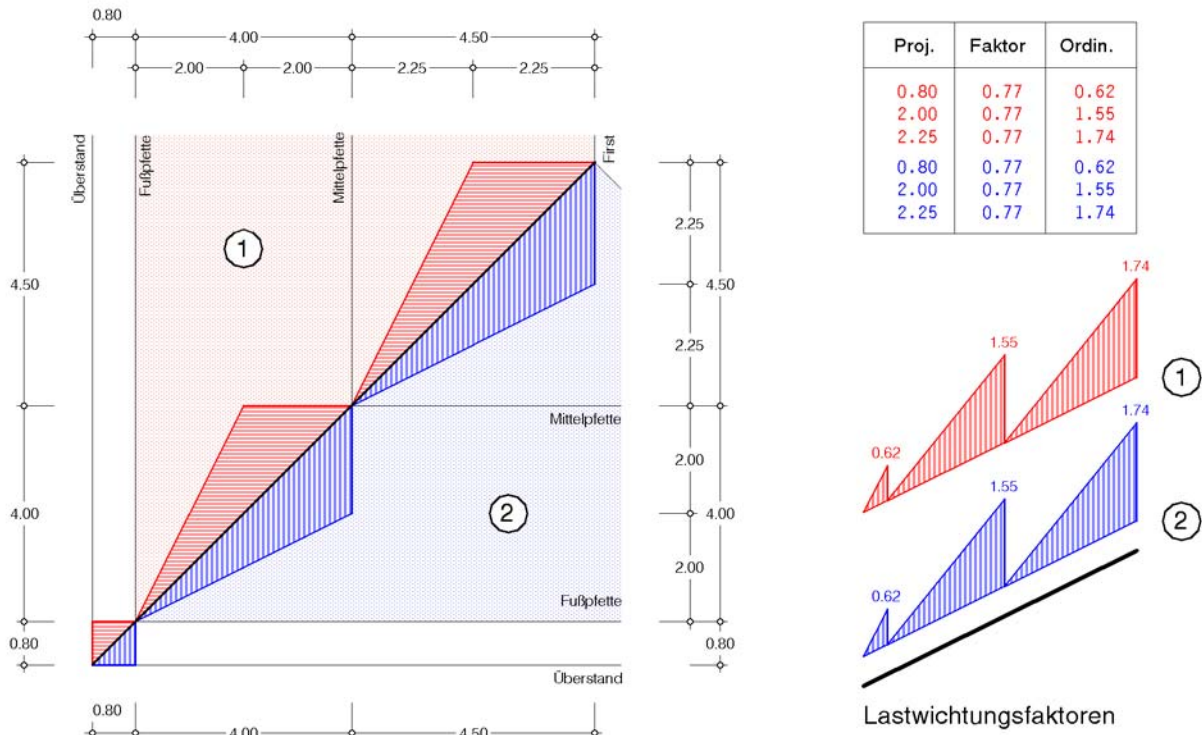 0.80
4.00 4.50
2.00 2.00 2.25 2.25
Überstand
Fußpfette
Mittelpfette
First
1
4.50
4.00
0.80
2.25
4.50
2.25
Mittelpfette
2.00
2
4.00
2.00
Fußpfette
0.80
Überstand
0.80
4.00 4.50
Proj. Faktor Ordin.
0.80 0.77 0.62
2.00 0.77 1.55
2.25 0.77 1.74
0.80 0.77 0.62
2.00 0.77 1.55
2.25 0.77 1.74
1.74
1.55
1
0.62
1.74
1.55
2
0.62
Lastwichtungsfaktoren